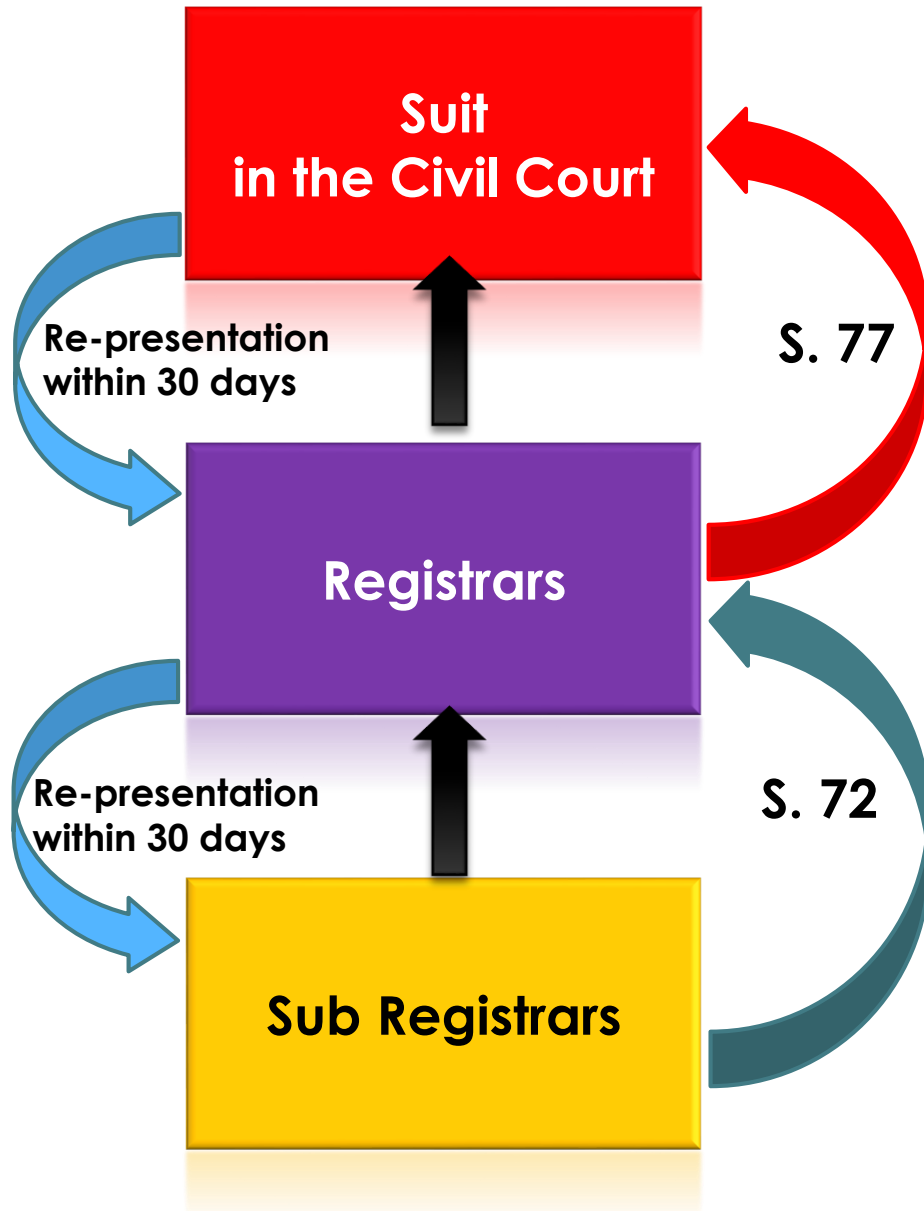 Suit
in the Civil Court
Re-presentation
within 30 days
S. 77
Registrars
Re-presentation
within 30 days
S. 72
Sub Registrars